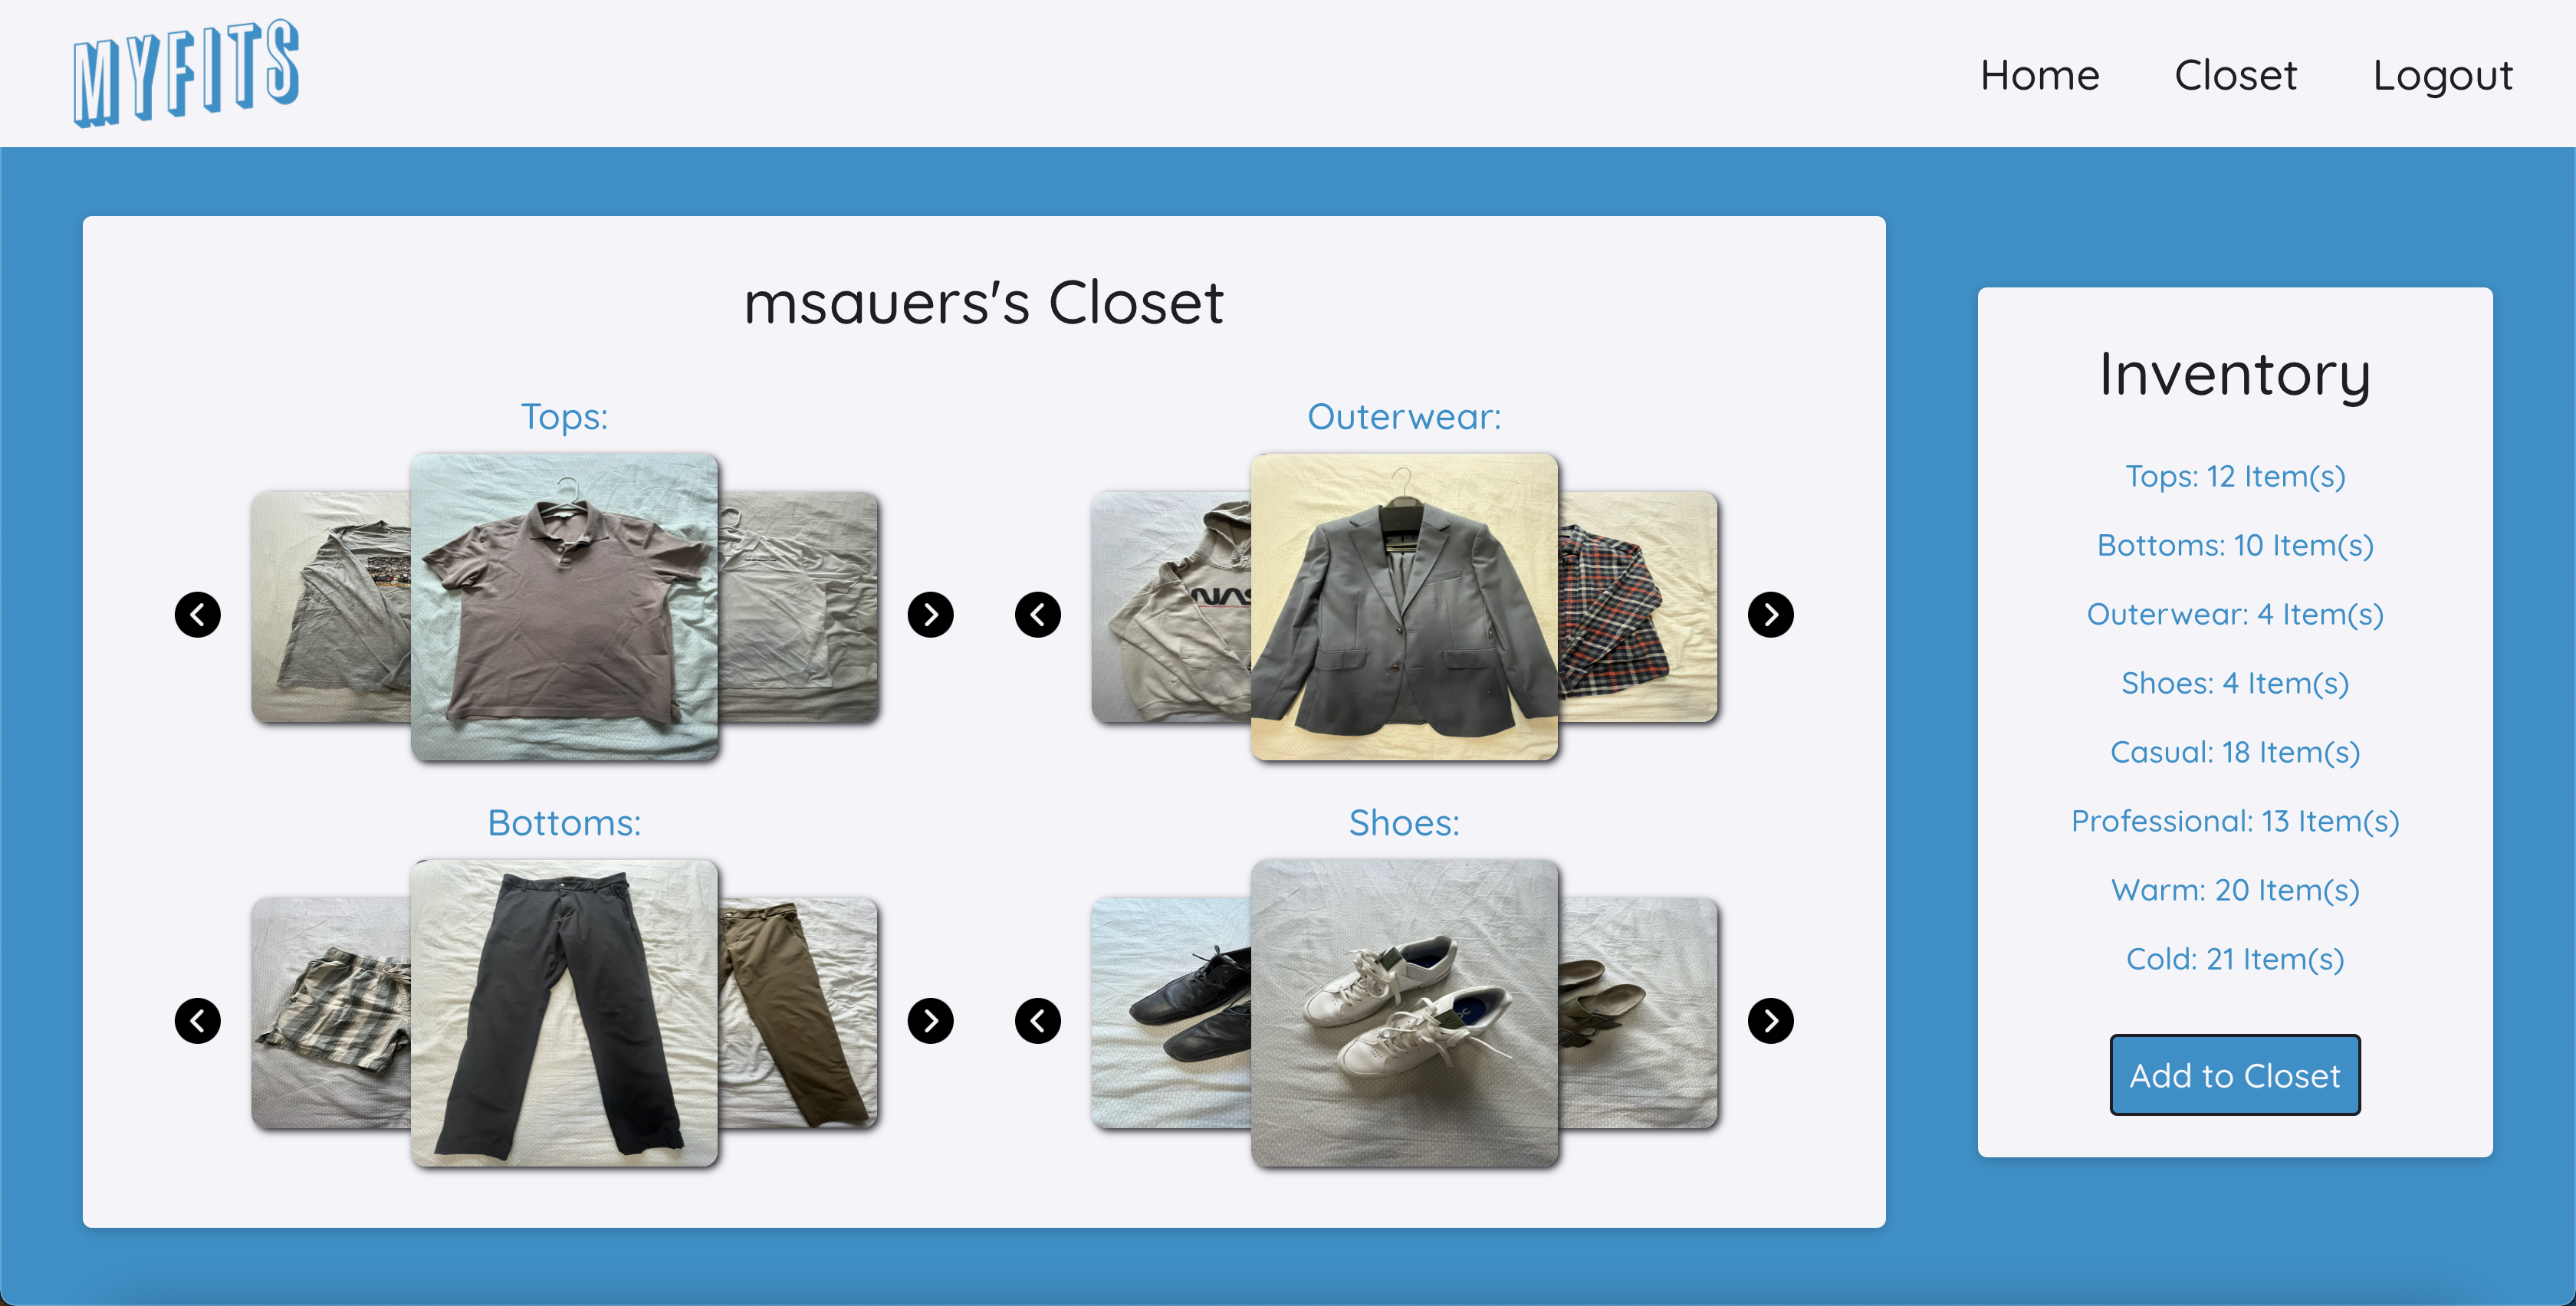 MYFITS
Home Closet Logout
msauers's Closet
Tops:
Outerwear:
Bottoms:
Shoes:
Inventory
Tops: 12 Item(s)
Bottoms: 10 Item(s)
Outerwear: 4 Item(s)
Shoes: 4 Item(s)
Casual: 18 Item(s)
Professional: 13 Item(s)
Warm: 20 Item(s)
Cold: 21 Item(s)
Add to Closet